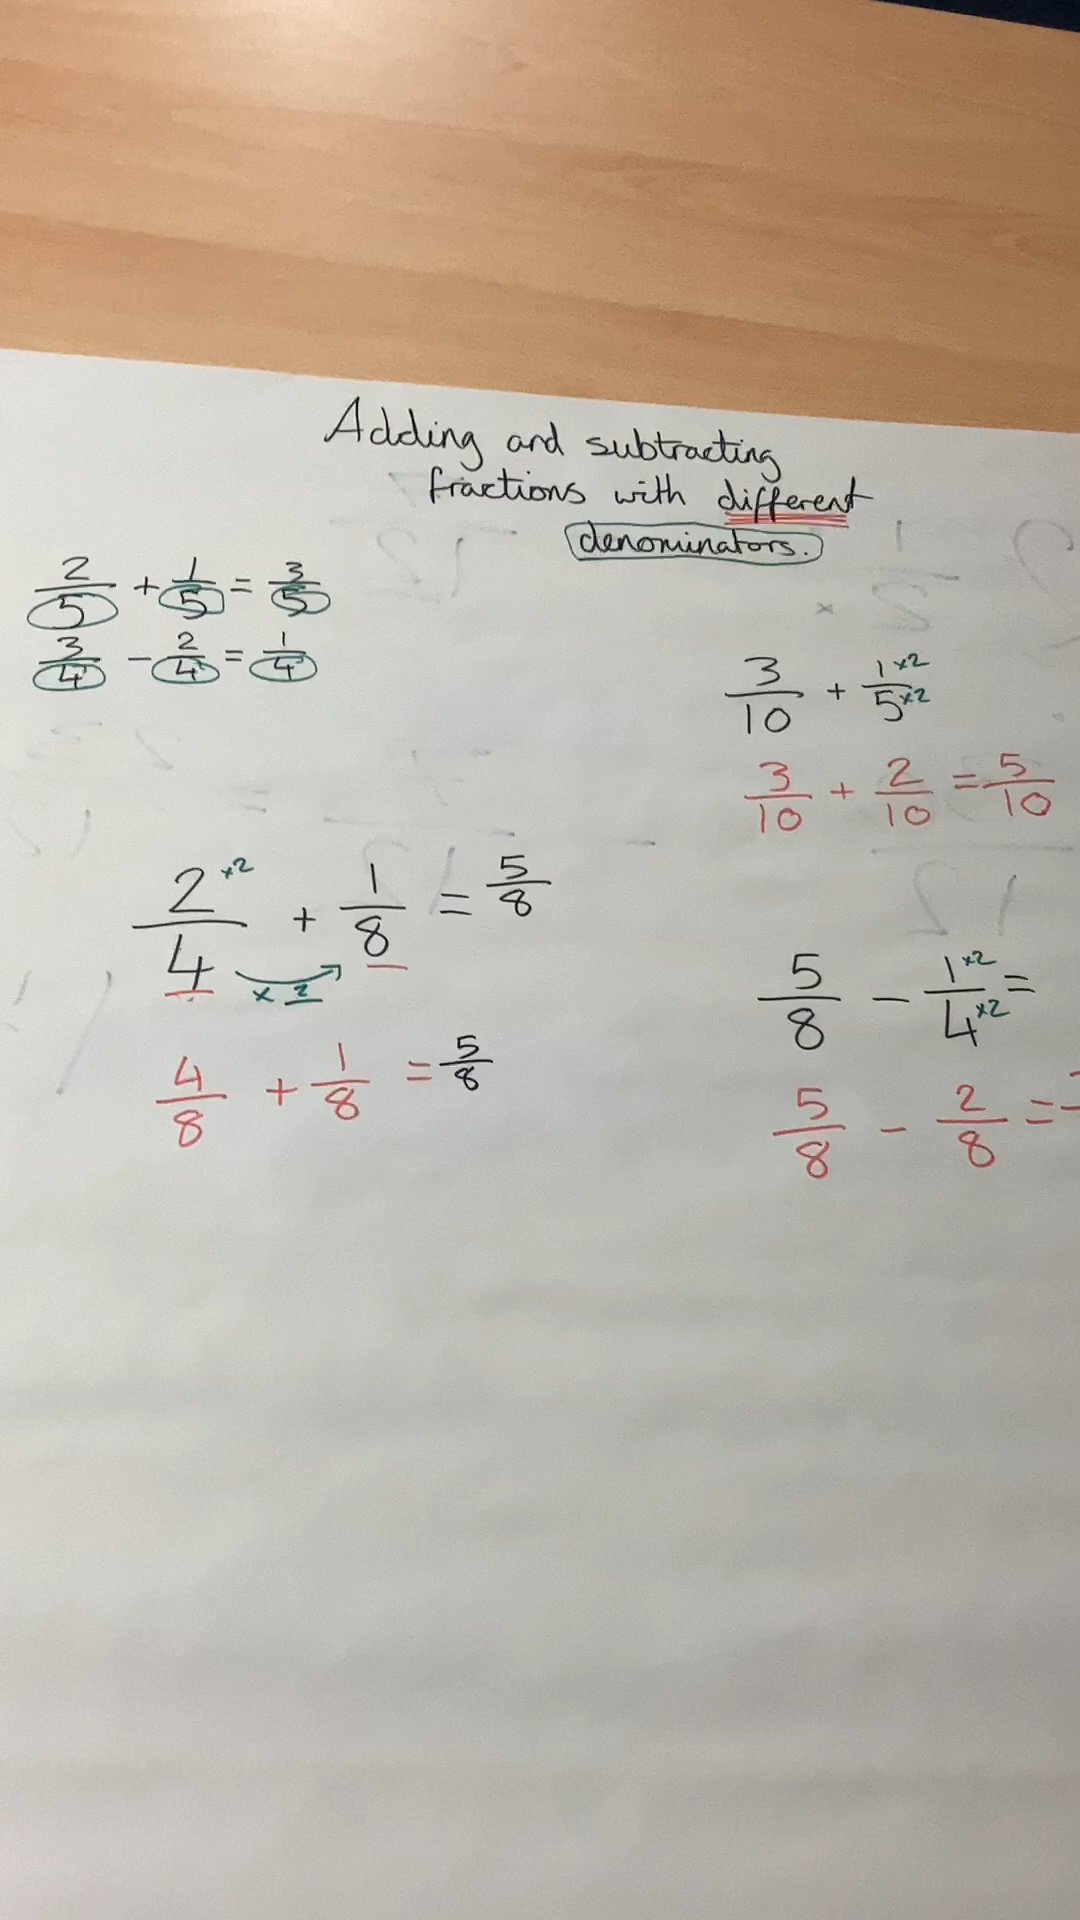 Adding and subtracting
fractions with different
denominators.
2/5 + 1/5 = 3/5
3/4 - 2/4 = 1/4
3/10 + 1/5 ×2 ×2
3/10 + 2/10 = 5/10
2/4 ×2 + 1/8 = 5/8
× 2
4/8 + 1/8 = 5/8
5/8 - 1/4 ×2 ×2 =
5/8 - 2/8 =